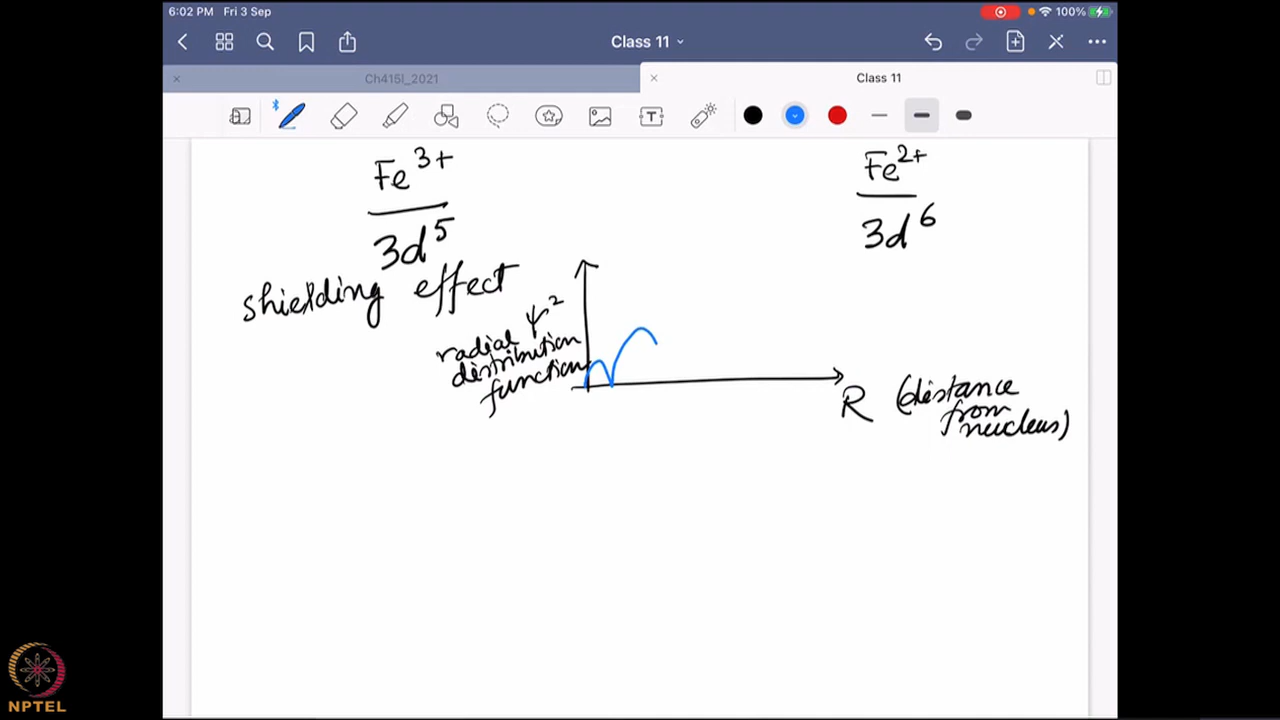 6:02 PM Fri 3 Sep
100%
Class 11
Ch415l_2021
Class 11
T
Fe3+
3d5
Fe2+
3d6
shielding effect
radial ψ2
distribution
function
R (distance
from
nucleus)
NPTEL